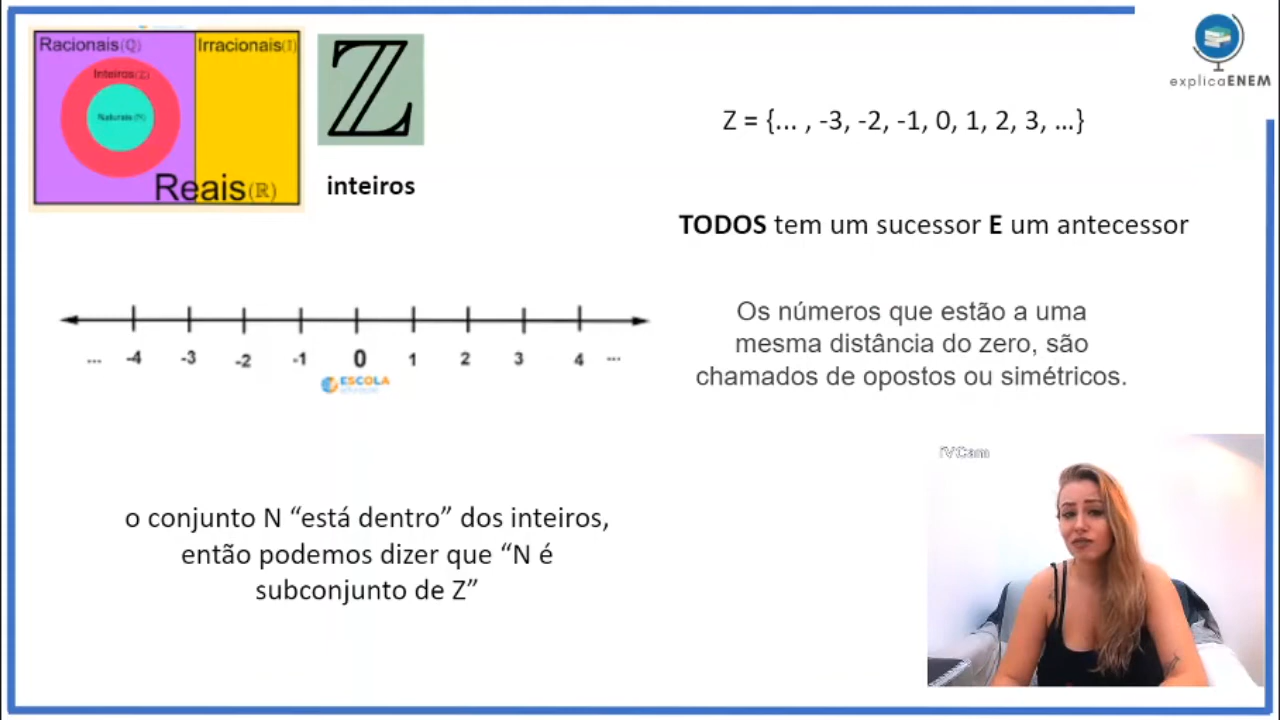 Racionais(Q)
Irracionais(I)
Inteiros(Z)
Naturais(N)
Reais(ℝ)
ℤ
inteiros
explicaENEM
Z = {... , -3, -2, -1, 0, 1, 2, 3, ...}
TODOS tem um sucessor E um antecessor
... -4 -3 -2 -1 0 1 2 3 4 ...
ESCOLA
Os números que estão a uma
mesma distância do zero, são
chamados de opostos ou simétricos.
iVCam
o conjunto N “está dentro” dos inteiros,
então podemos dizer que “N é
subconjunto de Z”